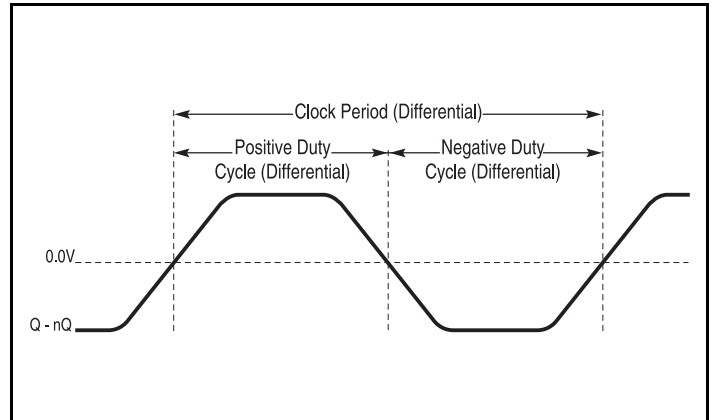 Clock Period (Differential)
Positive Duty
Cycle (Differential)
Negative Duty
Cycle (Differential)
0.0V
Q - nQ